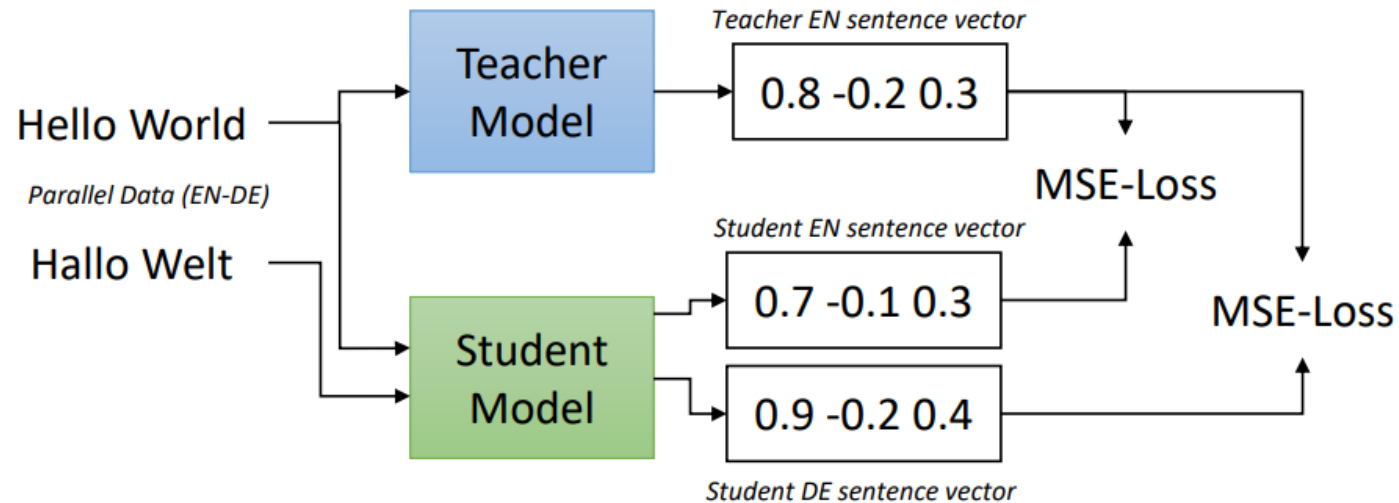 Teacher EN sentence vector
Teacher
Model
0.8 -0.2 0.3
Hello World
Parallel Data (EN-DE)
MSE-Loss
Student EN sentence vector
Hallo Welt
0.7 -0.1 0.3
MSE-Loss
Student
Model
0.9 -0.2 0.4
Student DE sentence vector